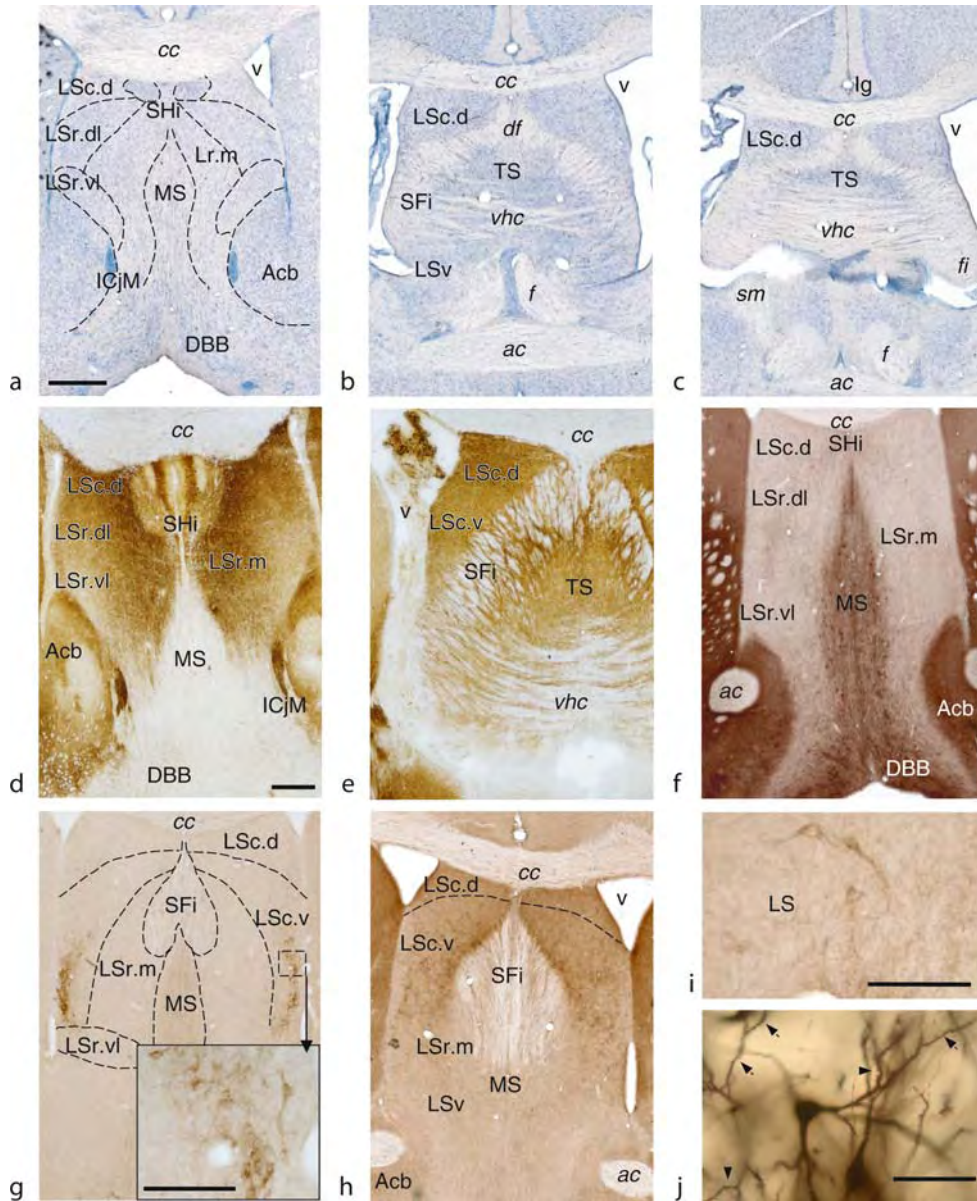 cc
v
LSc.d
SHi
LSr.dl
Lr.m
LSr.vl
MS
ICjM
Acb
DBB
a
cc
v
LSc.d
df
TS
SFi
vhc
LSv
f
ac
b
Ig
cc
v
LSc.d
TS
vhc
fi
sm
f
ac
c
cc
LSc.d
SHi
LSr.dl
LSr.m
LSr.vl
Acb
MS
ICjM
DBB
d
cc
LSc.d
v
LSc.v
SFi
TS
vhc
e
cc
LSc.d
SHi
LSr.dl
LSr.m
MS
LSr.vl
ac
Acb
DBB
f
cc
LSc.d
SFi
LSc.v
LSr.m
MS
LSr.vl
g
cc
LSc.d
v
LSc.v
SFi
LSr.m
MS
LSv
Acb
ac
h
LS
i
j